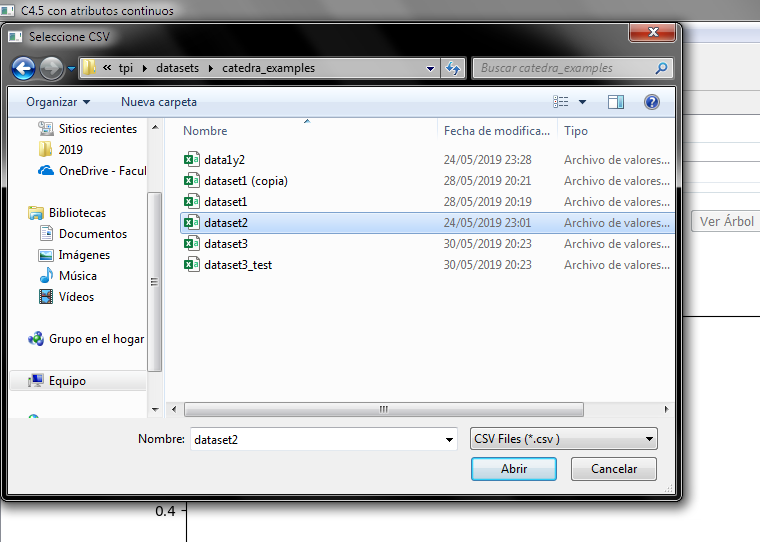 C4.5 con atributos continuos
Seleccione CSV
« tpi datasets catedra_examples
Buscar catedra_examples
Organizar Nueva carpeta
Nombre Fecha de modifica... Tipo
Sitios recientes
2019
OneDrive - Facul
Bibliotecas
Documentos
Imágenes
Música
Vídeos
Grupo en el hogar
Equipo
data1y2 24/05/2019 23:28 Archivo de valores...
dataset1 (copia) 28/05/2019 20:21 Archivo de valores...
dataset1 28/05/2019 20:19 Archivo de valores...
dataset2 24/05/2019 23:01 Archivo de valores...
dataset3 30/05/2019 20:23 Archivo de valores...
dataset3_test 30/05/2019 20:23 Archivo de valores...
Ver Árbol
Nombre: dataset2 CSV Files (*.csv )
Abrir Cancelar
0.4